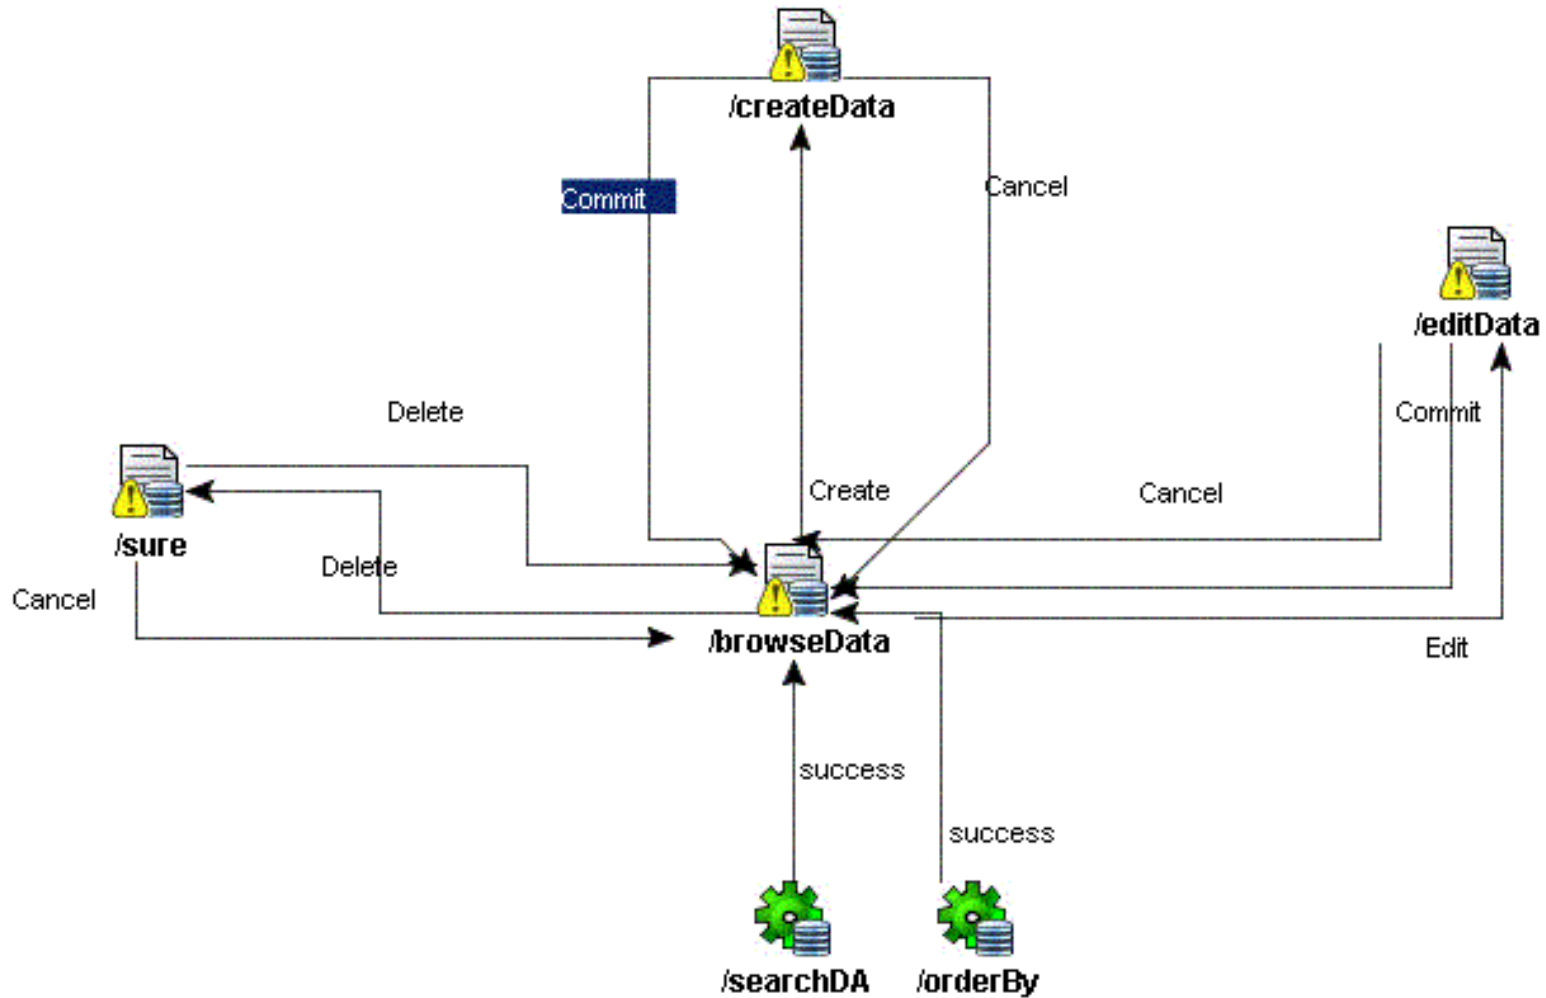 /createData
Commit
Cancel
/editData
Delete
Commit
Create
Cancel
/sure
Delete
Cancel
/browseData
Edit
success
success
/searchDA
/orderBy